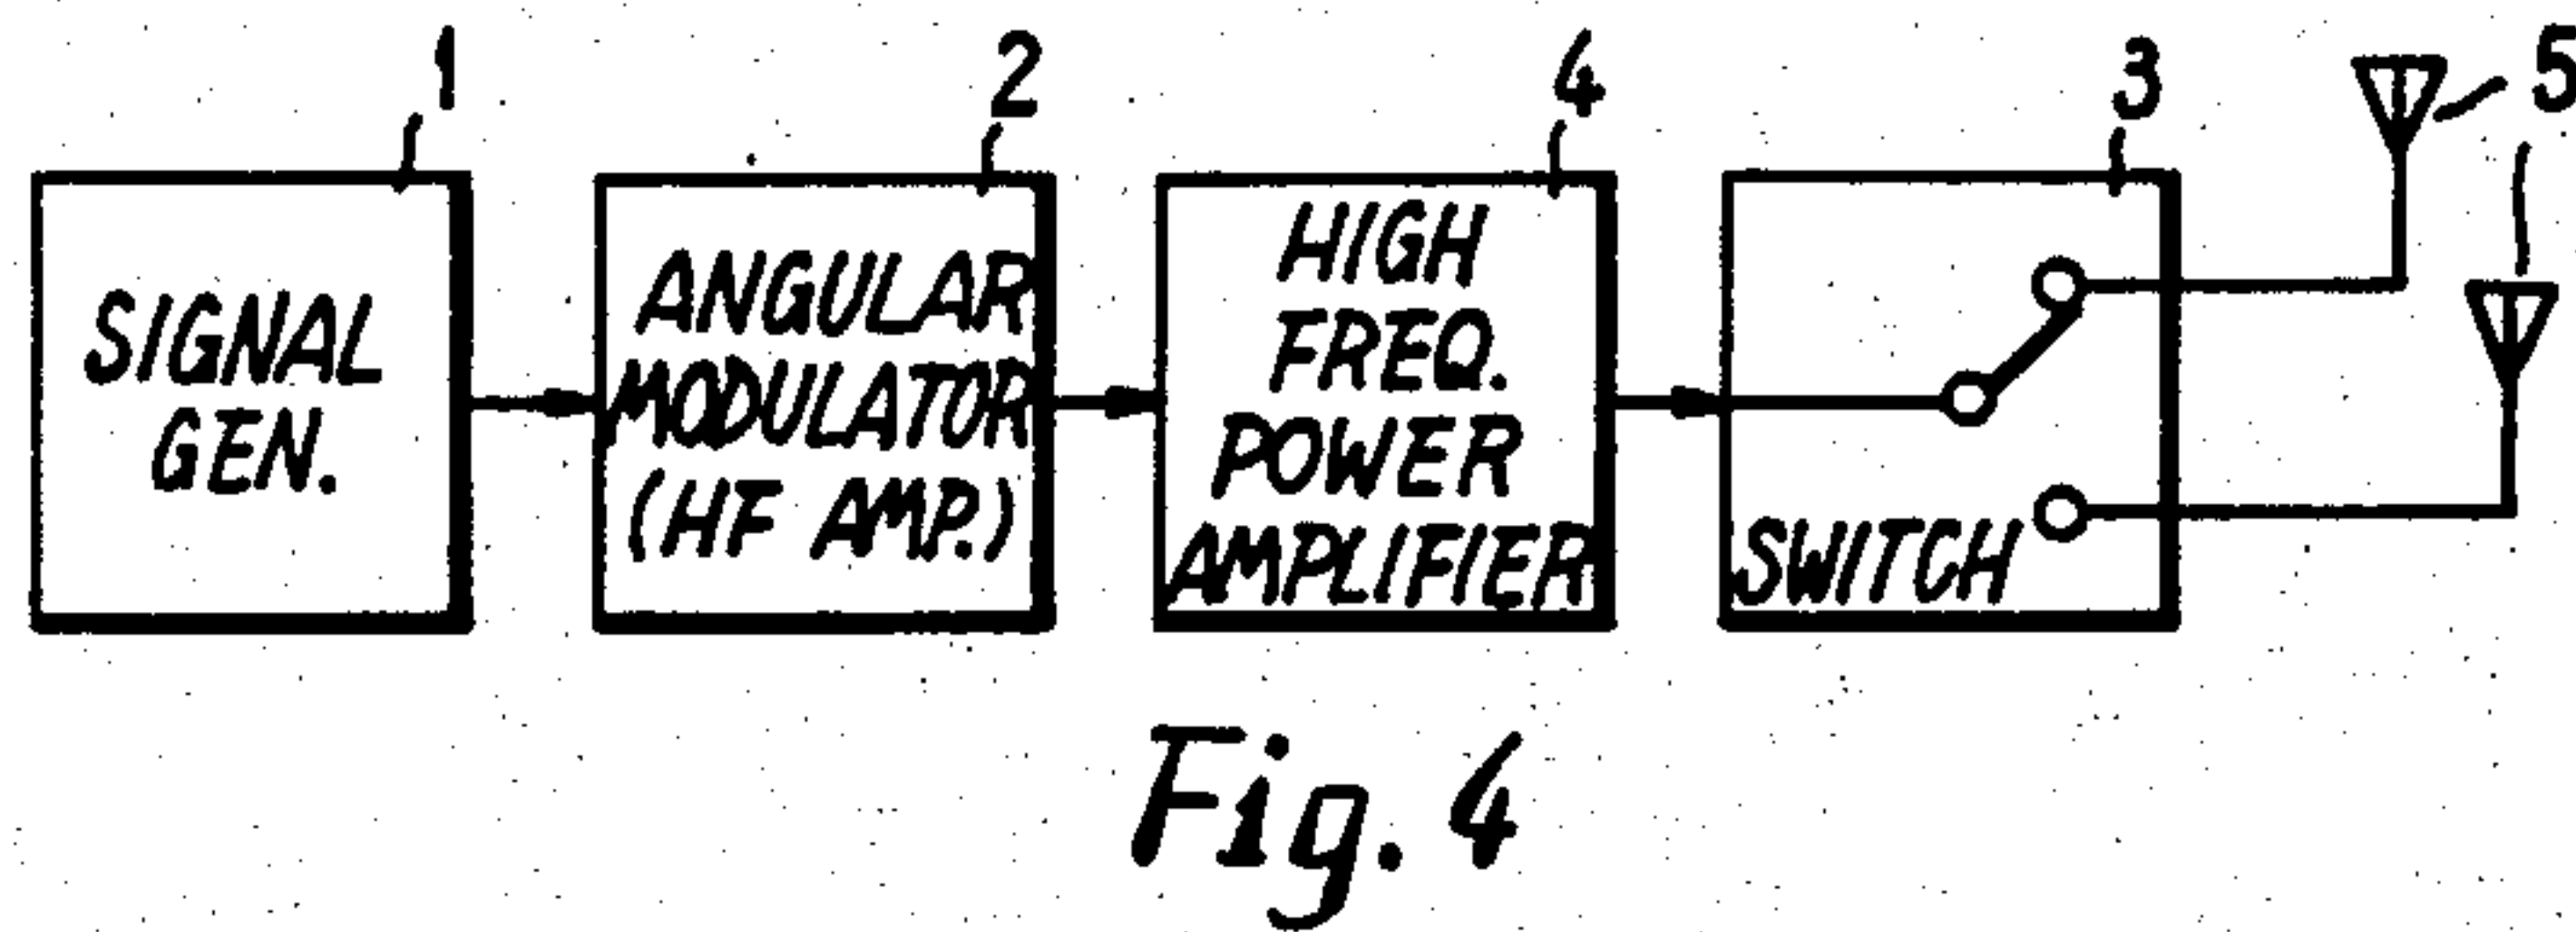 1
2
4
3
5
SIGNAL
GEN.
ANGULAR
MODULATOR
(HF AMP.)
HIGH
FREQ.
POWER
AMPLIFIER
SWITCH
Fig. 4